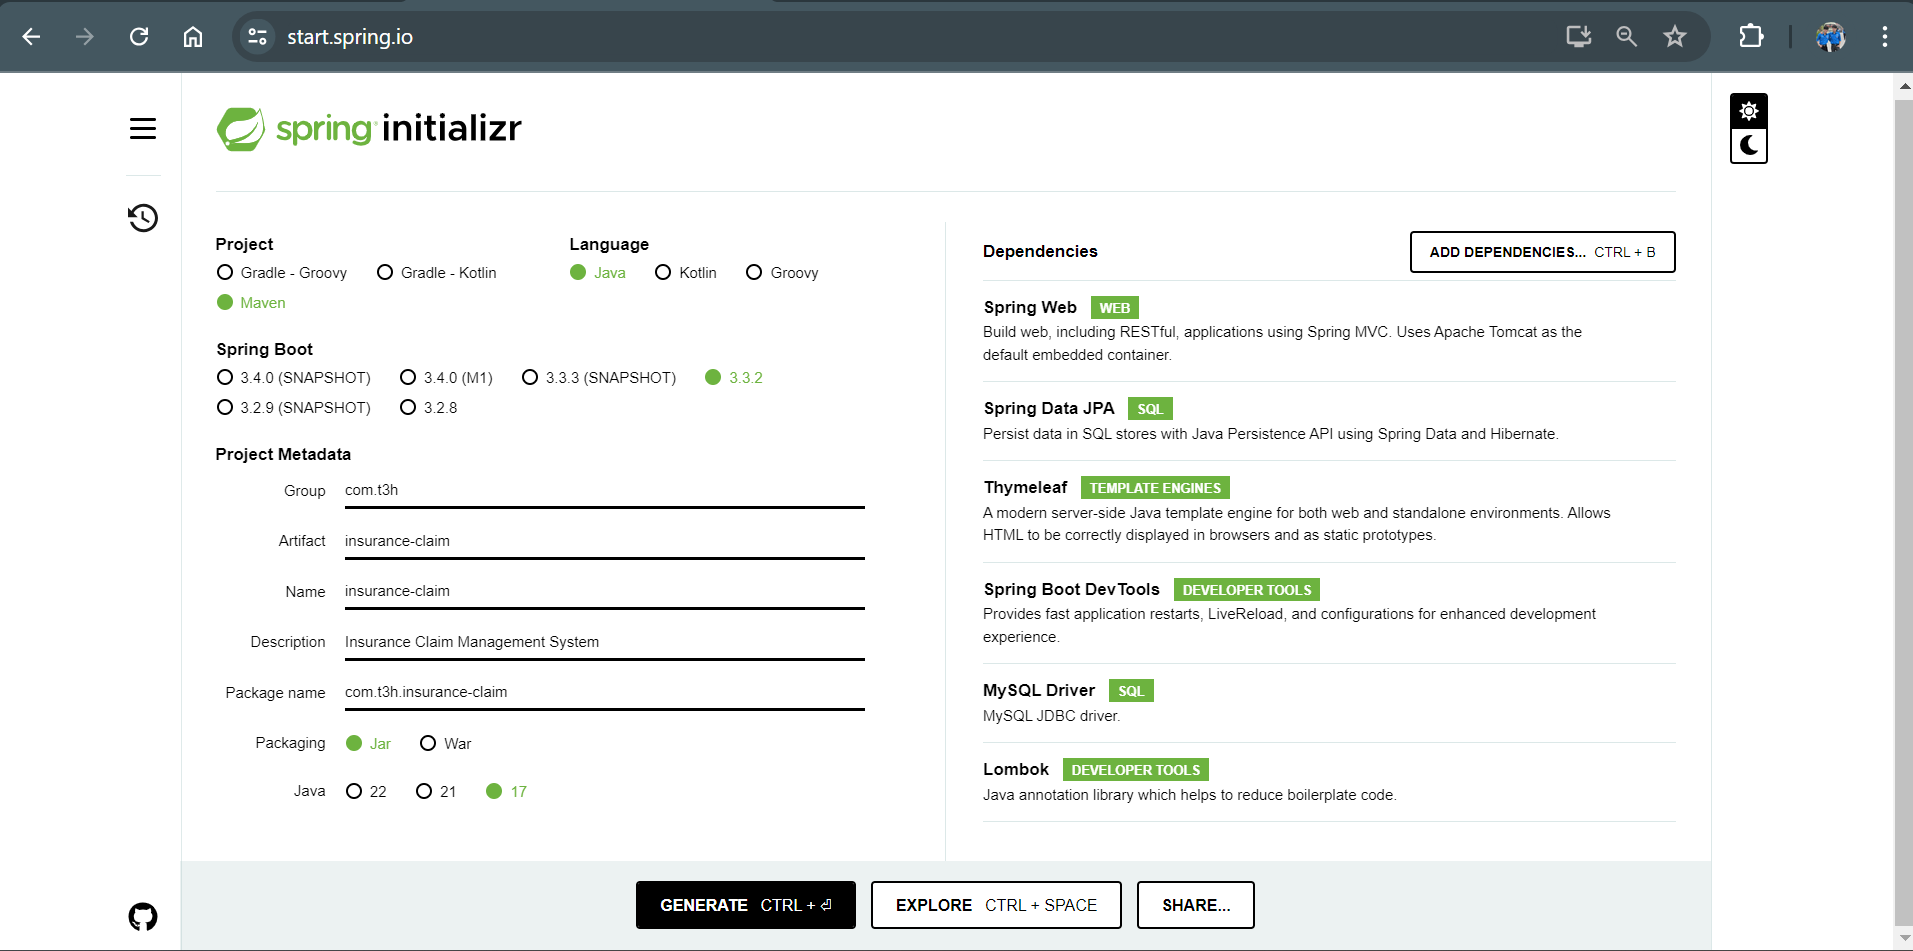 start.spring.io
spring initializr
Project
Gradle - Groovy Gradle - Kotlin
Maven
Language
Java Kotlin Groovy
Spring Boot
3.4.0 (SNAPSHOT) 3.4.0 (M1) 3.3.3 (SNAPSHOT) 3.3.2
3.2.9 (SNAPSHOT) 3.2.8
Project Metadata
Group com.t3h
Artifact insurance-claim
Name insurance-claim
Description Insurance Claim Management System
Package name com.t3h.insurance-claim
Packaging Jar War
Java 22 21 17
Dependencies ADD DEPENDENCIES... CTRL + B
Spring Web WEB
Build web, including RESTful, applications using Spring MVC. Uses Apache Tomcat as the
default embedded container.
Spring Data JPA SQL
Persist data in SQL stores with Java Persistence API using Spring Data and Hibernate.
Thymeleaf TEMPLATE ENGINES
A modern server-side Java template engine for both web and standalone environments. Allows
HTML to be correctly displayed in browsers and as static prototypes.
Spring Boot DevTools DEVELOPER TOOLS
Provides fast application restarts, LiveReload, and configurations for enhanced development
experience.
MySQL Driver SQL
MySQL JDBC driver.
Lombok DEVELOPER TOOLS
Java annotation library which helps to reduce boilerplate code.
GENERATE CTRL + ⏎ EXPLORE CTRL + SPACE SHARE...